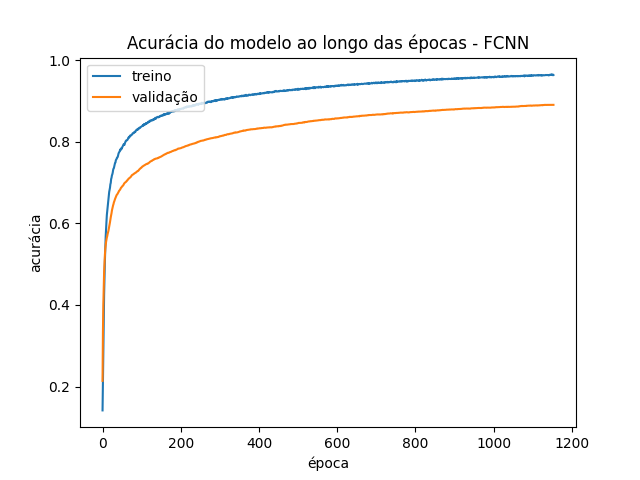 Acurácia do modelo ao longo das épocas - FCNN
treino
validação
1.0
0.8
0.6
0.4
0.2
acurácia
0 200 400 600 800 1000 1200
época